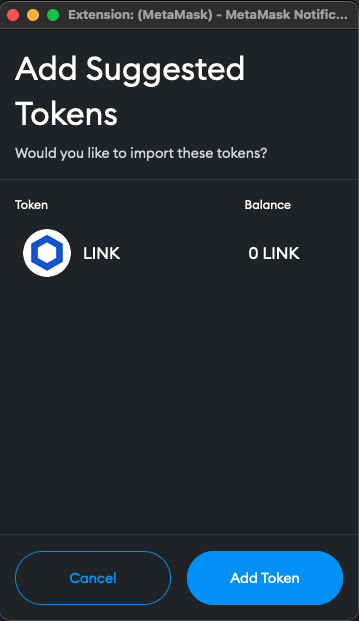 Extension: (MetaMask) - MetaMask Notific...
Add Suggested
Tokens
Would you like to import these tokens?
Token Balance
LINK 0 LINK
Cancel Add Token